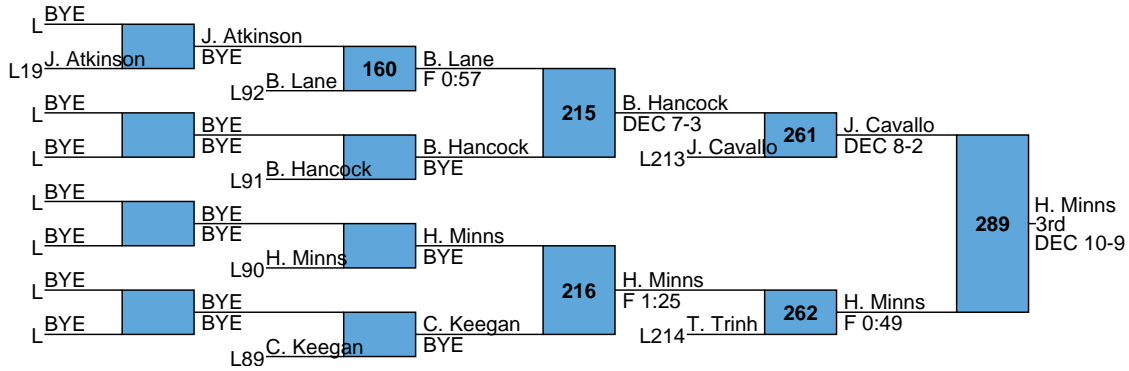 L BYE
L19 J. Atkinson
J. Atkinson
BYE
L92 B. Lane
160
B. Lane
F 0:57
L BYE
L BYE
BYE
BYE
L91 B. Hancock
B. Hancock
BYE
215
B. Hancock
DEC 7-3
L213 J. Cavallo
261
J. Cavallo
DEC 8-2
L BYE
L BYE
BYE
BYE
L90 H. Minns
H. Minns
BYE
L BYE
L BYE
BYE
BYE
L89 C. Keegan
C. Keegan
BYE
216
H. Minns
F 1:25
L214 T. Trinh
262
H. Minns
F 0:49
289
H. Minns
3rd
DEC 10-9